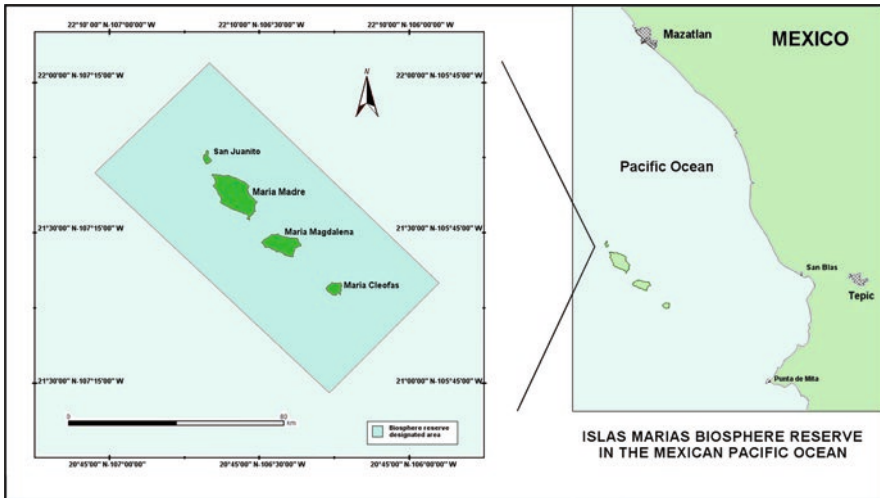 22°10'00" N-107°00'00" W
22°10'00" N-106°30'00" W
22°10'00" N-106°00'00" W
22°00'00" N-107°15'00" W
22°00'00" N-105°45'00" W
N
San Juanito
Maria Madre
21°30'00" N-107°15'00" W
Maria Magdalena
21°30'00" N-105°45'00" W
Maria Cleofas
21°30'00" N-107°15'00" W
21°00'00" N-105°45'00" W
0
80
km
Biosphere reserve
designated area
20°45'00" N-107°00'00" W
20°45'00" N-106°30'00" W
20°45'00" N-106°00'00" W
Mazatlan
MEXICO
Pacific Ocean
San Blas
Tepic
Punta de Mita
ISLAS MARIAS BIOSPHERE RESERVE
IN THE MEXICAN PACIFIC OCEAN